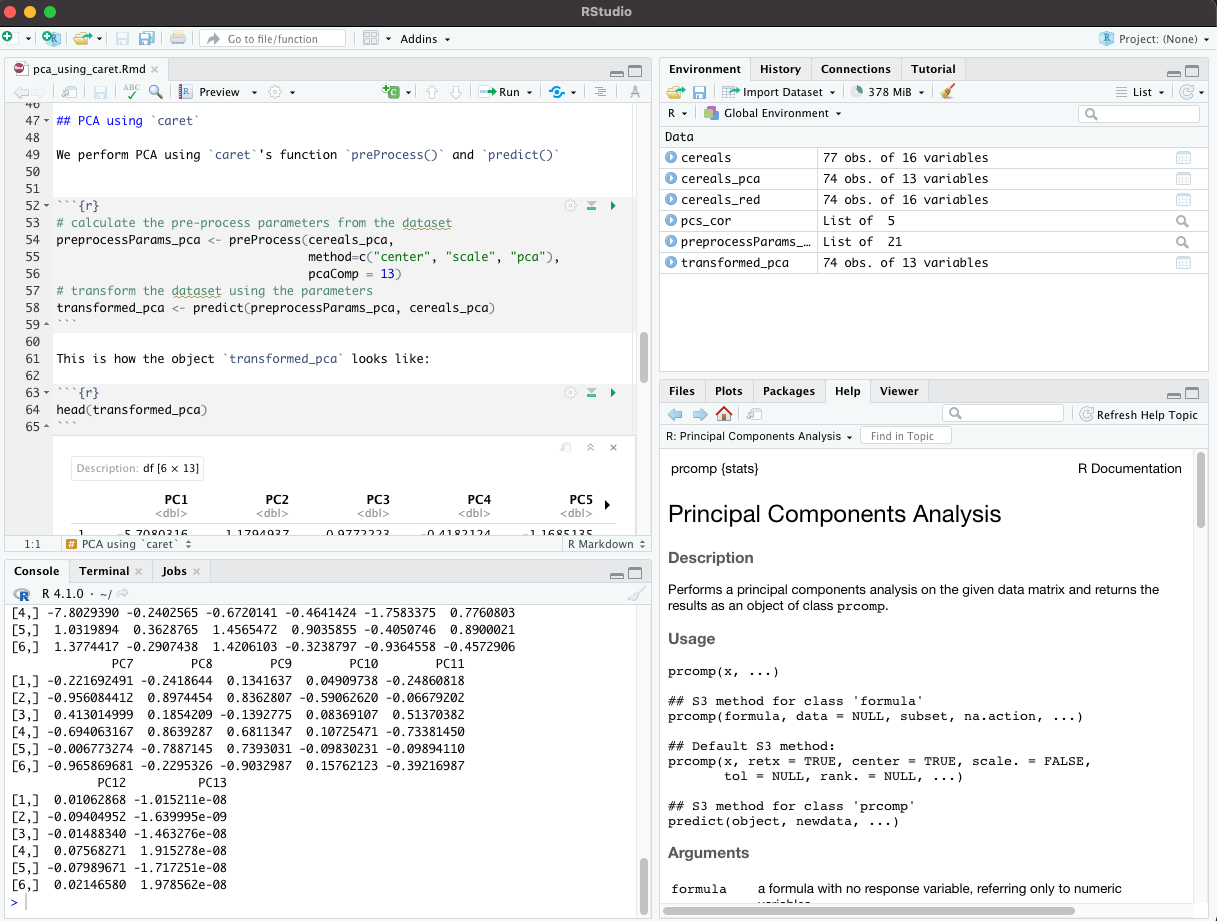 RStudio
Go to file/function
Addins
Project: (None)
pca_using_caret.Rmd
ABC
Preview
Run
46
47 ## PCA using `caret`
48
49 We perform PCA using `caret`'s function `preProcess()` and `predict()`
50
51
52 ```{r}
53 # calculate the pre-process parameters from the dataset
54 preprocessParams_pca <- preProcess(cereals_pca,
55 method=c("center", "scale", "pca"),
56 pcaComp = 13)
57 # transform the dataset using the parameters
58 transformed_pca <- predict(preprocessParams_pca, cereals_pca)
59 ```
60
61 This is how the object `transformed_pca` looks like:
62
63 ```{r}
64 head(transformed_pca)
65 ```
Description: df [6 × 13]
PC1 PC2 PC3 PC4 PC5
<dbl> <dbl> <dbl> <dbl> <dbl>
1 -5.7080316 1.1794937 0.9772223 -0.4182124 -1.1685135
1:1 # PCA using `caret` R Markdown
Console Terminal Jobs
R R 4.1.0 · ~/
[4,] -7.8029390 -0.2402565 -0.6720141 -0.4641424 -1.7583375 0.7760803
[5,] 1.0319894 0.3628765 1.4565472 0.9035855 -0.4050746 0.8900021
[6,] 1.3774417 -0.2907438 1.4206103 -0.3238797 -0.9364558 -0.4572906
PC7 PC8 PC9 PC10 PC11
[1,] -0.221692491 -0.2418644 0.1341637 0.04909738 -0.24860818
[2,] -0.956084412 0.8974454 0.8362807 -0.59062620 -0.06679202
[3,] 0.413014999 0.1854209 -0.1392775 0.08369107 0.51370382
[4,] -0.694063167 0.8639287 0.6811347 0.10725471 -0.73381450
[5,] -0.006773274 -0.7887145 0.7393031 -0.09830231 -0.09894110
[6,] -0.965869681 -0.2295326 -0.9032987 0.15762123 -0.39216987
PC12 PC13
[1,] 0.01062868 -1.015211e-08
[2,] -0.09404952 -1.639995e-09
[3,] -0.01488340 -1.463276e-08
[4,] 0.07568271 1.915278e-08
[5,] -0.07989671 -1.717251e-08
[6,] 0.02146580 1.978562e-08
>
Environment History Connections Tutorial
Import Dataset 378 MiB List
R Global Environment
Data
cereals 77 obs. of 16 variables
cereals_pca 74 obs. of 13 variables
cereals_red 74 obs. of 16 variables
pcs_cor List of 5
preprocessParams_… List of 21
transformed_pca 74 obs. of 13 variables
Files Plots Packages Help Viewer
Refresh Help Topic
R: Principal Components Analysis Find in Topic
prcomp {stats} R Documentation
Principal Components Analysis
Description
Performs a principal components analysis on the given data matrix and returns the
results as an object of class prcomp.
Usage
prcomp(x, ...)
## S3 method for class 'formula'
prcomp(formula, data = NULL, subset, na.action, ...)
## Default S3 method:
prcomp(x, retx = TRUE, center = TRUE, scale. = FALSE,
tol = NULL, rank. = NULL, ...)
## S3 method for class 'prcomp'
predict(object, newdata, ...)
Arguments
formula a formula with no response variable, referring only to numeric
variables